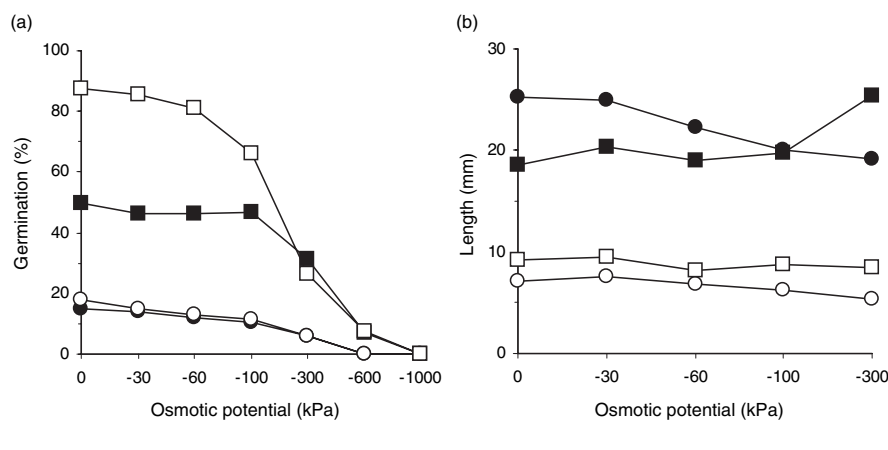 (a)
100
80
60
40
20
0
Germination (%)
0 -30 -60 -100 -300 -600 -1000
Osmotic potential (kPa)
(b)
30
20
10
0
Length (mm)
0 -30 -60 -100 -300
Osmotic potential (kPa)